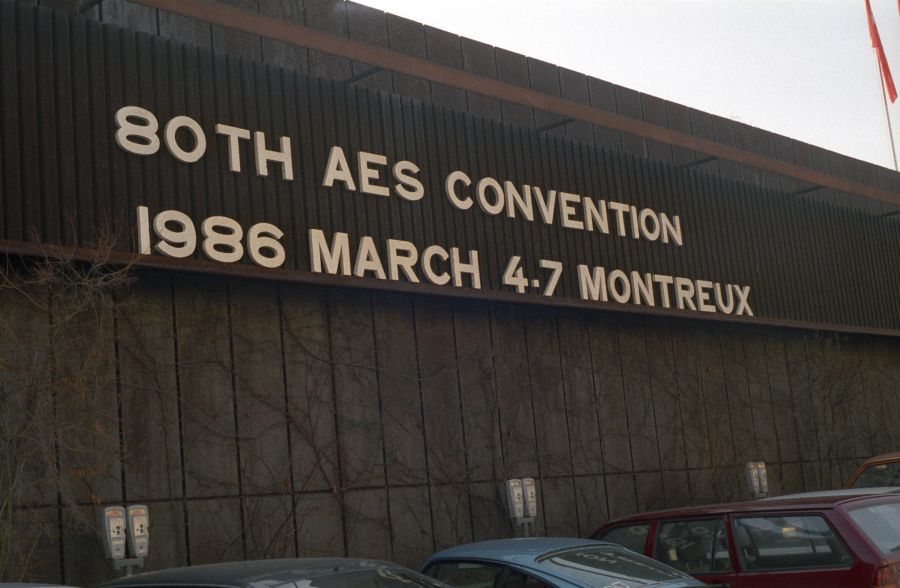 80TH AES CONVENTION
1986 MARCH 4-7 MONTREUX